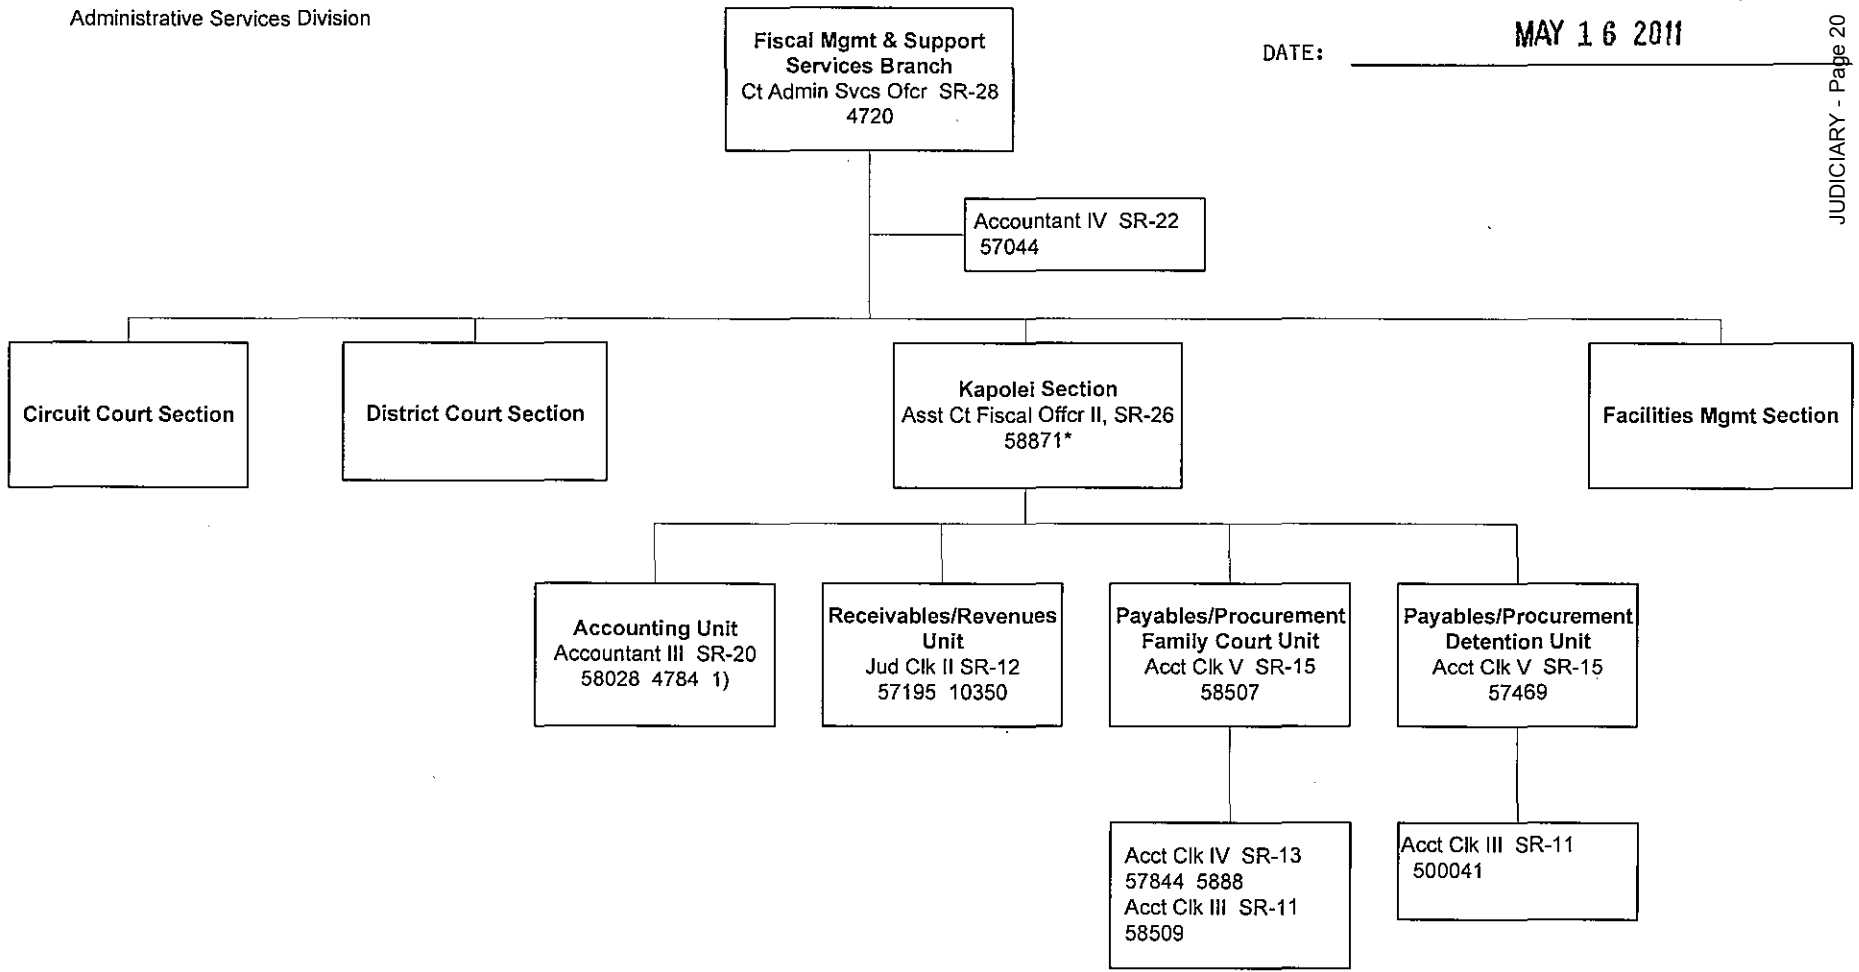 Administrative Services Division
Fiscal Mgmt & Support
Services Branch
Ct Admin Svcs Ofcr SR-28
4720
DATE: MAY 16 2011
JUDICIARY - Page 20
Accountant IV SR-22
57044
Circuit Court Section
District Court Section
Kapolei Section
Asst Ct Fiscal Offcr II, SR-26
58871*
Facilities Mgmt Section
Accounting Unit
Accountant III SR-20
58028 4784 1)
Receivables/Revenues
Unit
Jud Clk II SR-12
57195 10350
Payables/Procurement
Family Court Unit
Acct Clk V SR-15
58507
Payables/Procurement
Detention Unit
Acct Clk V SR-15
57469
Acct Clk IV SR-13
57844 5888
Acct Clk III SR-11
58509
Acct Clk III SR-11
500041